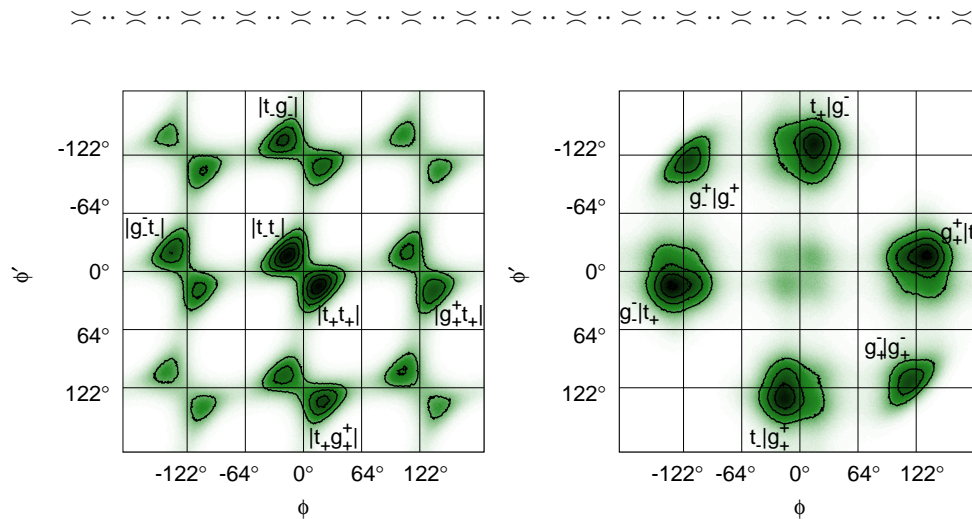 |t₋g⁻₋|
-122°
-64°
0°
64°
122°
|g⁻₋t₋|
|t₋t₋|
|t₊t₊|
|g⁺₊t₊|
|t₊g⁺₊|
-122° -64° 0° 64° 122°
ϕ
ϕ′
t₊|g⁻₋
-122°
-64°
0°
64°
122°
g⁺₋|g⁺₋
g⁺₊|t
g⁻₋|t₊
g⁻₊|g⁻₊
t₋|g⁺₊
-122° -64° 0° 64° 122°
ϕ
ϕ′